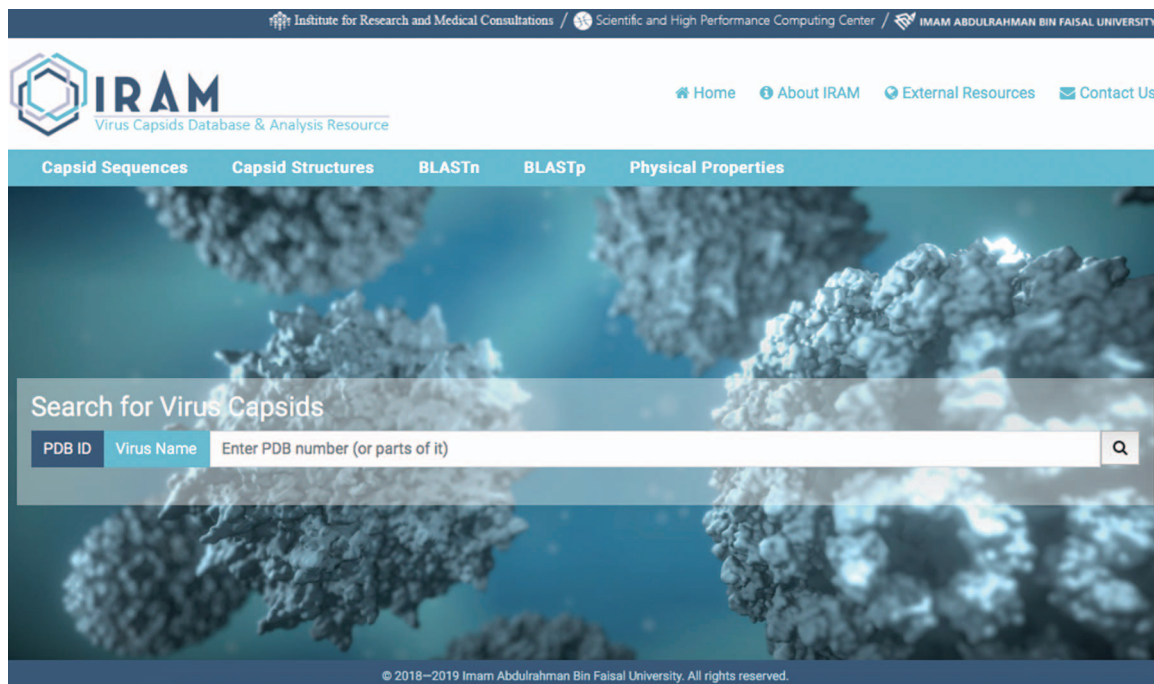 Institute for Research and Medical Consultations / Scientific and High Performance Computing Center / IMAM ABDULRAHMAN BIN FAISAL UNIVERSITY
IRAM
Virus Capsids Database & Analysis Resource
Home About IRAM External Resources Contact Us
Capsid Sequences Capsid Structures BLASTn BLASTp Physical Properties
Search for Virus Capsids
PDB ID Virus Name Enter PDB number (or parts of it)
© 2018—2019 Imam Abdulrahman Bin Faisal University. All rights reserved.